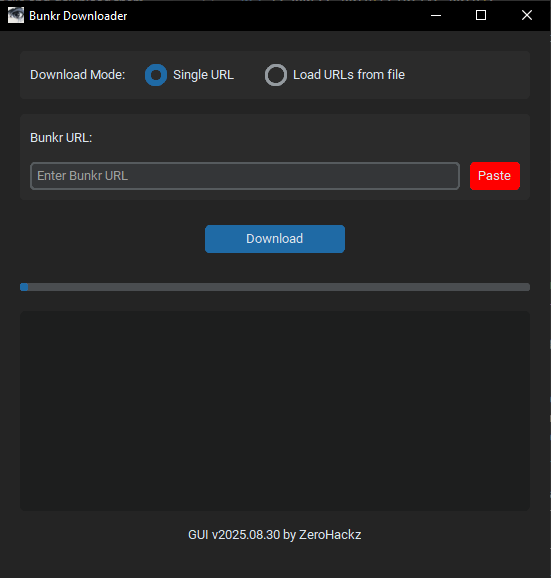 Bunkr Downloader
Download Mode: Single URL Load URLs from file
Bunkr URL:
Enter Bunkr URL Paste
Download
GUI v2025.08.30 by ZeroHackz